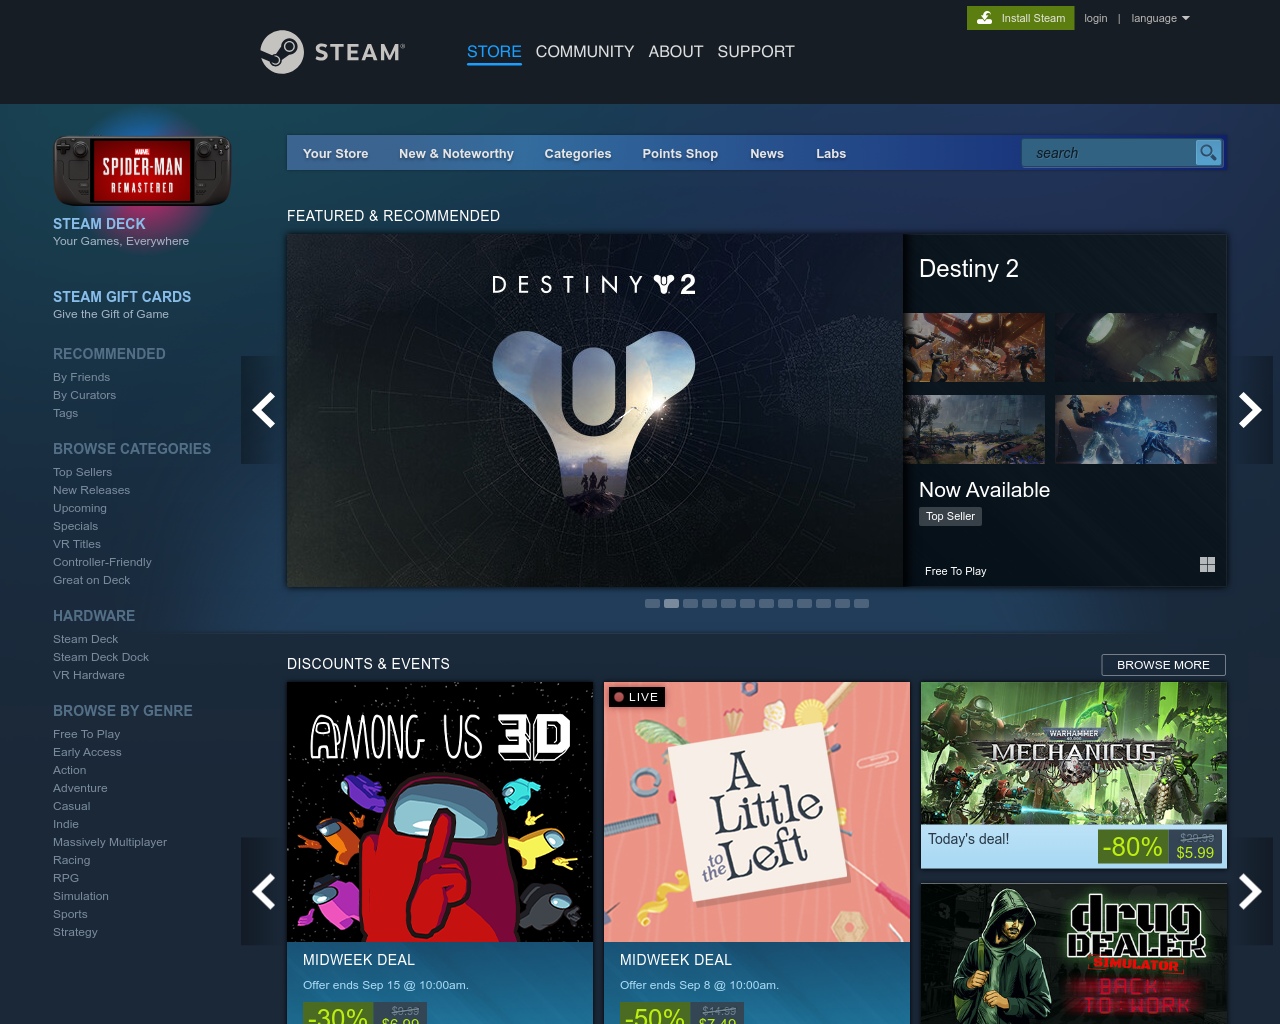 Install Steam
login | language
STEAM®
STORE COMMUNITY ABOUT SUPPORT
MARVEL
SPIDER-MAN
REMASTERED
STEAM DECK
Your Games, Everywhere
STEAM GIFT CARDS
Give the Gift of Game
RECOMMENDED
By Friends
By Curators
Tags
BROWSE CATEGORIES
Top Sellers
New Releases
Upcoming
Specials
VR Titles
Controller-Friendly
Great on Deck
HARDWARE
Steam Deck
Steam Deck Dock
VR Hardware
BROWSE BY GENRE
Free To Play
Early Access
Action
Adventure
Casual
Indie
Massively Multiplayer
Racing
RPG
Simulation
Sports
Strategy
Your Store New & Noteworthy Categories Points Shop News Labs search
FEATURED & RECOMMENDED
DESTINY 2
Destiny 2
Now Available
Top Seller
Free To Play
DISCOUNTS & EVENTS
BROWSE MORE
AMONG US 3D
MIDWEEK DEAL
Offer ends Sep 15 @ 10:00am.
-30% $9.99
$6.99
LIVE
A
Little
to
the Left
MIDWEEK DEAL
Offer ends Sep 8 @ 10:00am.
-50% $14.99
$7.49
WARHAMMER
40,000
MECHANICUS
Today's deal!
-80% $29.99
$5.99
drug
DEALER
SIMULATOR
BACK
TO WORK